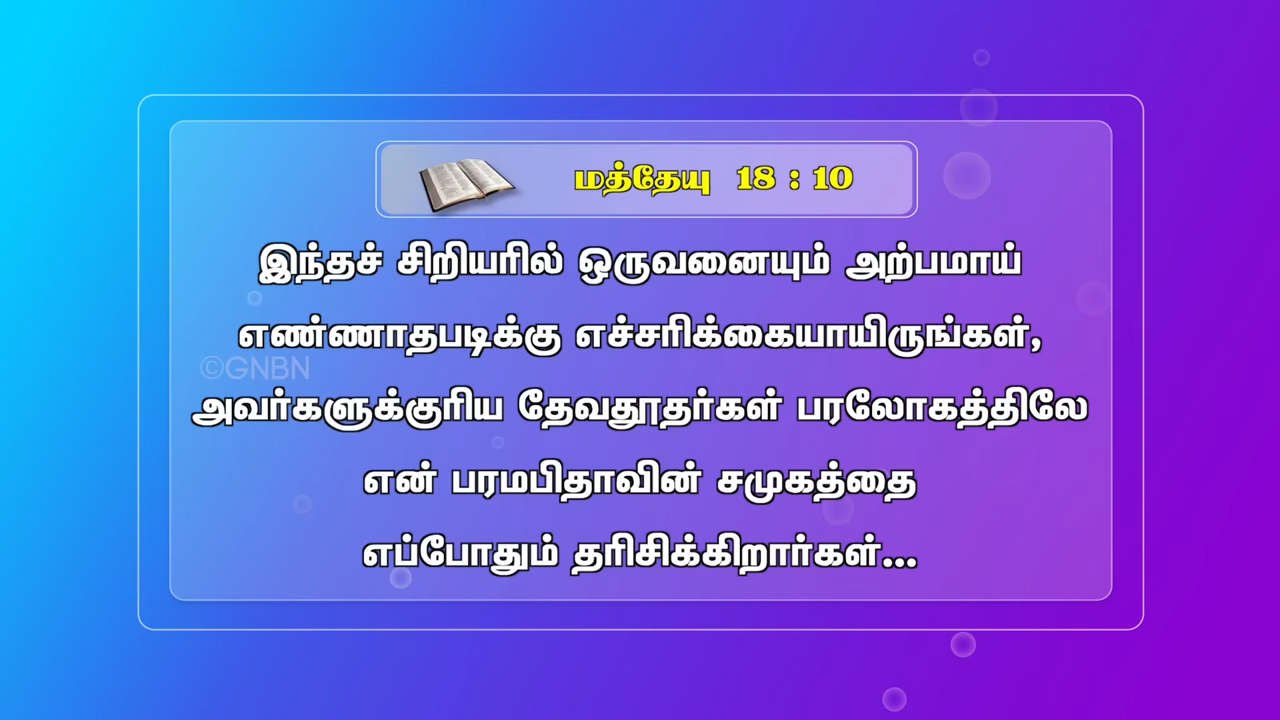 மத்தேயு 18 : 10
இந்தச் சிறியரில் ஒருவனையும் அற்பமாய்
எண்ணாதபடிக்கு எச்சரிக்கையாயிருங்கள்,
©GNBN
அவர்களுக்குரிய தேவதூதர்கள் பரலோகத்திலே
என் பரமபிதாவின் சமுகத்தை
எப்போதும் தரிசிக்கிறார்கள்...